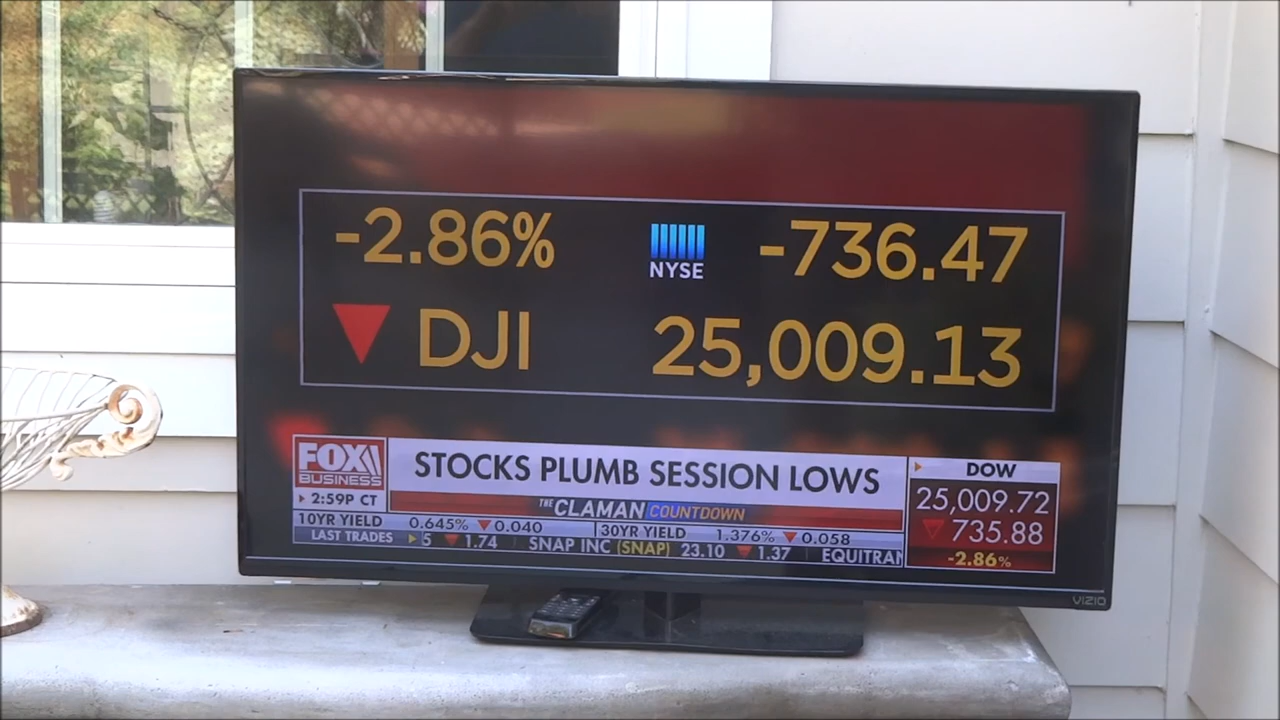 -2.86% NYSE -736.47
DJI 25,009.13
FOX BUSINESS
STOCKS PLUMB SESSION LOWS
DOW
25,009.72
735.88
-2.86%
2:59P CT
THE CLAMAN COUNTDOWN
10YR YIELD 0.645% 0.040 30YR YIELD 1.376% 0.058
LAST TRADES 5 1.74 SNAP INC (SNAP) 23.10 1.37 EQUITRAN
VIZIO